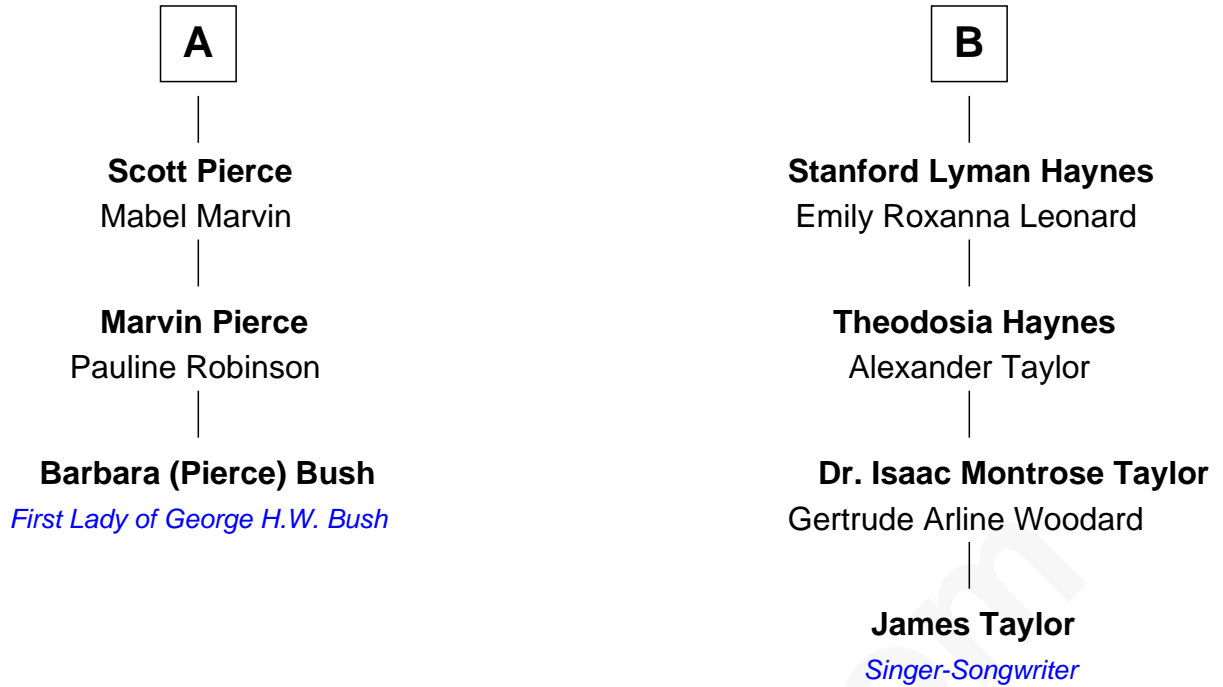 A
Scott Pierce
Mabel Marvin
Marvin Pierce
Pauline Robinson
Barbara (Pierce) Bush
First Lady of George H.W. Bush
B
Stanford Lyman Haynes
Emily Roxanna Leonard
Theodosia Haynes
Alexander Taylor
Dr. Isaac Montrose Taylor
Gertrude Arline Woodard
James Taylor
Singer-Songwriter